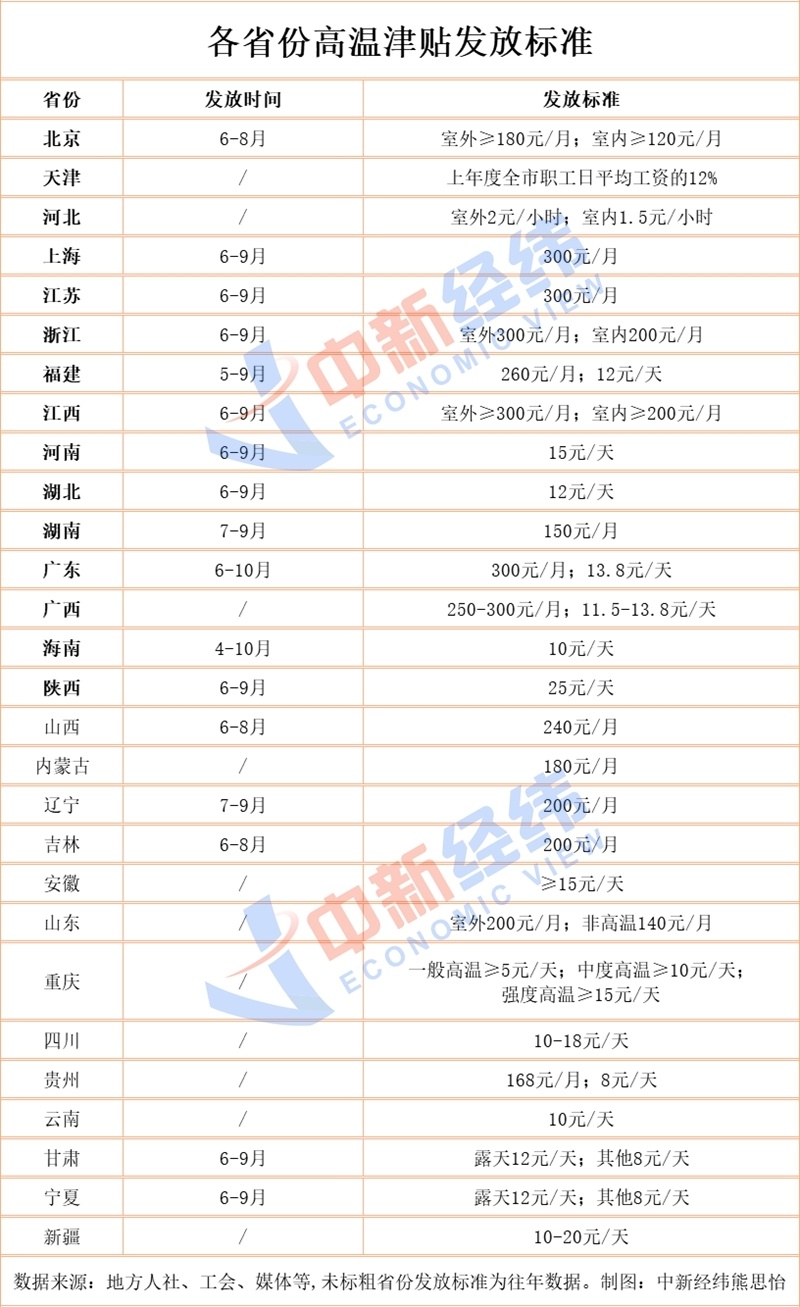 各省份高温津贴发放标准
省份 发放时间 发放标准
北京 6-8月 室外≥180元/月；室内≥120元/月
天津 / 上年度全市职工日平均工资的12%
河北 / 室外2元/小时；室内1.5元/小时
上海 6-9月 300元/月
江苏 6-9月 300元/月
浙江 6-9月 室外300元/月；室内200元/月
福建 5-9月 260元/月；12元/天
江西 6-9月 室外≥300元/月；室内≥200元/月
河南 6-9月 15元/天
湖北 6-9月 12元/天
湖南 7-9月 150元/月
广东 6-10月 300元/月；13.8元/天
广西 / 250-300元/月；11.5-13.8元/天
海南 4-10月 10元/天
陕西 6-9月 25元/天
山西 6-8月 240元/月
内蒙古 / 180元/月
辽宁 7-9月 200元/月
吉林 6-8月 200元/月
安徽 / ≥15元/天
山东 / 室外200元/月；非高温140元/月
重庆 / 一般高温≥5元/天；中度高温≥10元/天；
强度高温≥15元/天
四川 / 10-18元/天
贵州 / 168元/月；8元/天
云南 / 10元/天
甘肃 6-9月 露天12元/天；其他8元/天
宁夏 6-9月 露天12元/天；其他8元/天
新疆 / 10-20元/天
数据来源：地方人社、工会、媒体等,未标粗省份发放标准为往年数据。制图：中新经纬熊思怡
中新经纬
ECONOMIC VIEW
中新经纬
ECONOMIC VIEW